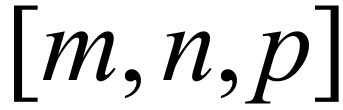 [m, n, p]